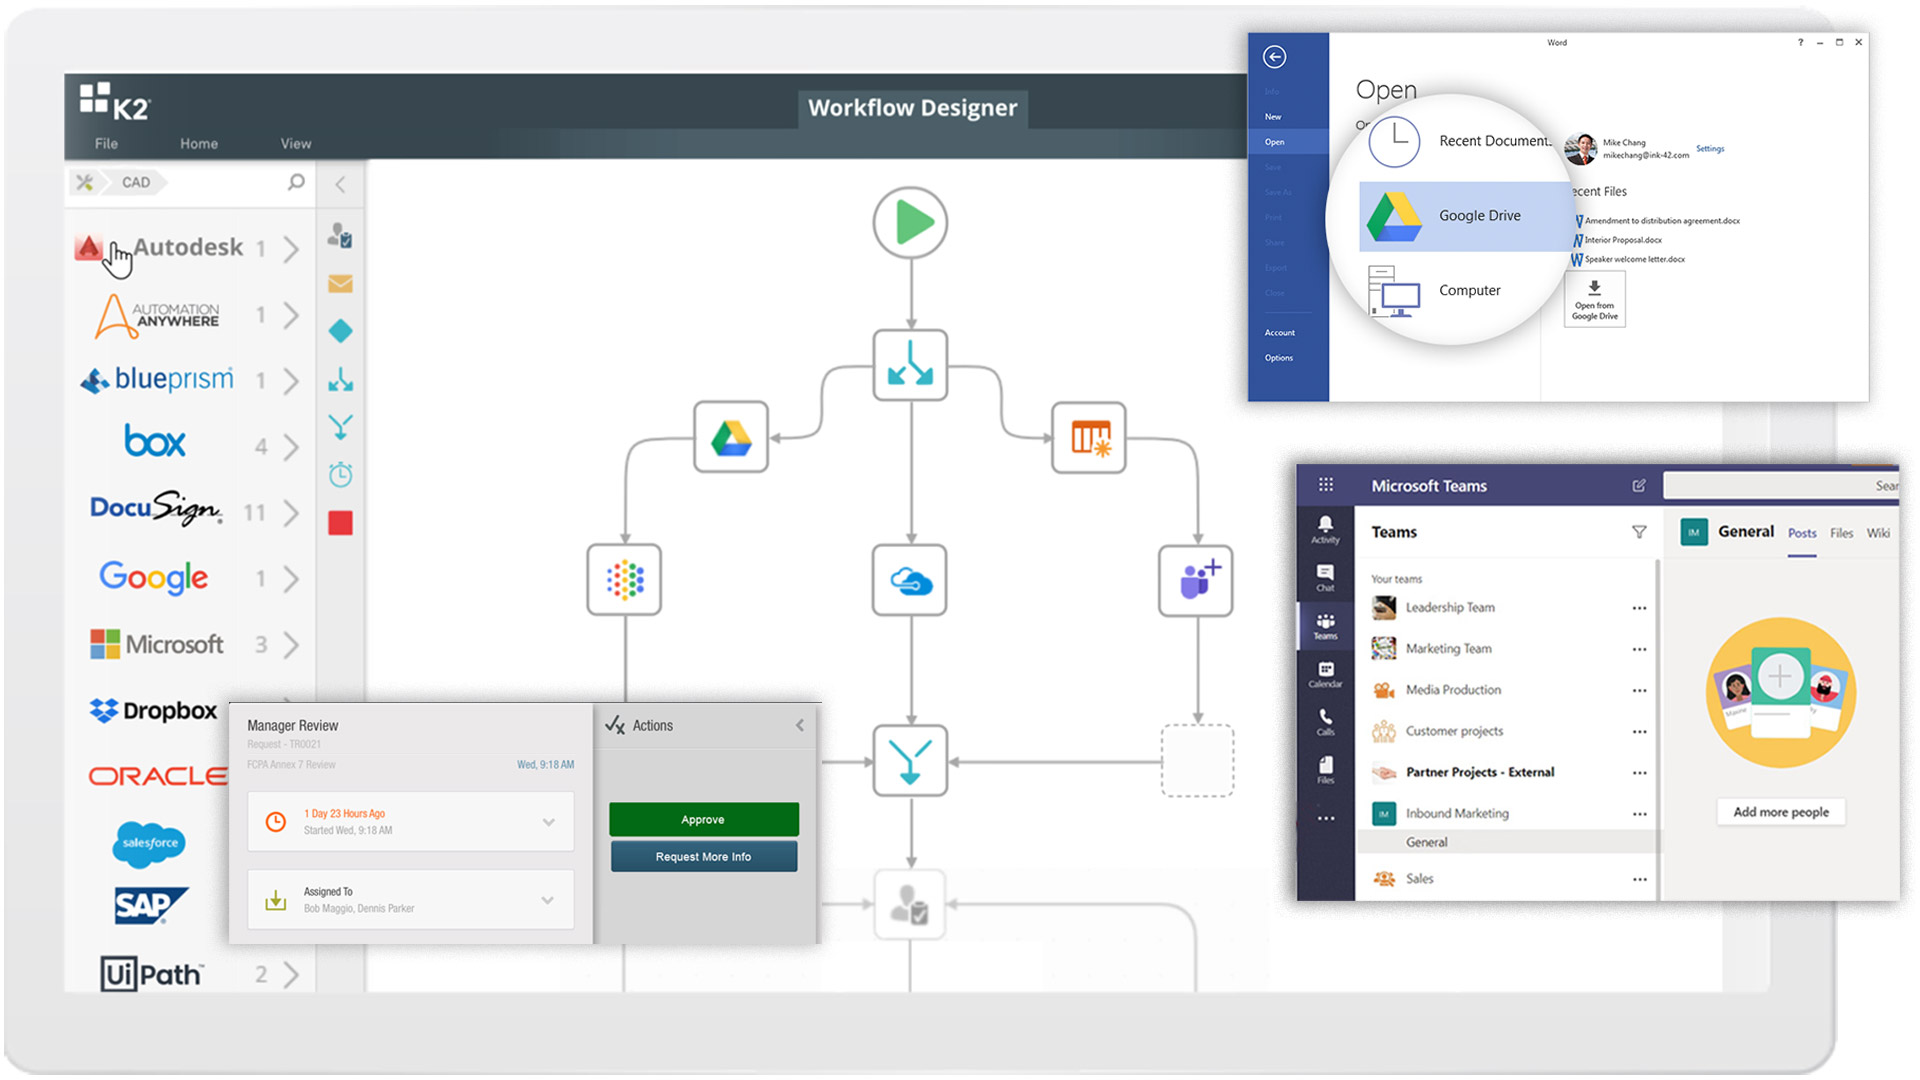 K2
Workflow Designer
File
Home
View
CAD
Autodesk 1
AUTOMATION
ANYWHERE 1
blueprism 1
box 4
DocuSign 11
Google 1
Microsoft 3
Dropbox
ORACLE
salesforce
SAP
UiPath 2
Manager Review
Request - TR0021
FCPA Annex 7 Review
Wed, 9:18 AM
1 Day 23 Hours Ago
Started Wed, 9:18 AM
Assigned To
Bob Maggio, Dennis Parker
Actions
Approve
Request More Info
Word
?
Info
New
Open
Save
Save As
Print
Share
Export
Close
Account
Options
Open
Recent Documents
Google Drive
Computer
Mike Chang
mikechang@ink-42.com
Settings
ecent Files
Amendment to distribution agreement.docx
Interior Proposal.docx
Speaker welcome letter.docx
Open from
Google Drive
Microsoft Teams
Sear
Activity
Chat
Teams
Calendar
Calls
Files
Teams
Your teams
Leadership Team
Marketing Team
Media Production
Customer projects
Partner Projects - External
IM
Inbound Marketing
General
Sales
IM
General
Posts
Files
Wiki
Add more people